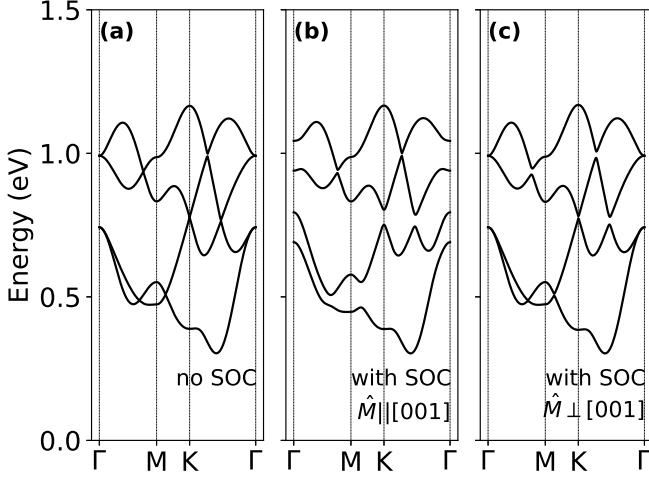 Energy (eV)
1.5
1.0
0.5
0.0
(a)
no SOC
Γ M K Γ
(b)
with SOC
M̂||[001]
Γ M K Γ
(c)
with SOC
M̂ ⊥ [001]
Γ M K Γ